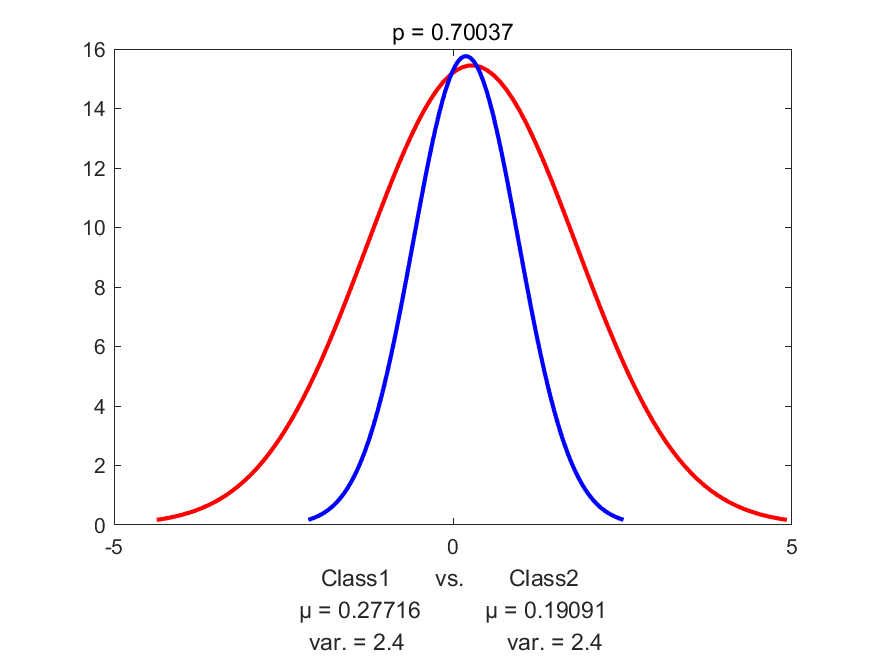 p = 0.70037
16
14
12
10
8
6
4
2
0
-5 0 5
Class1 vs. Class2
μ = 0.27716 μ = 0.19091
var. = 2.4 var. = 2.4